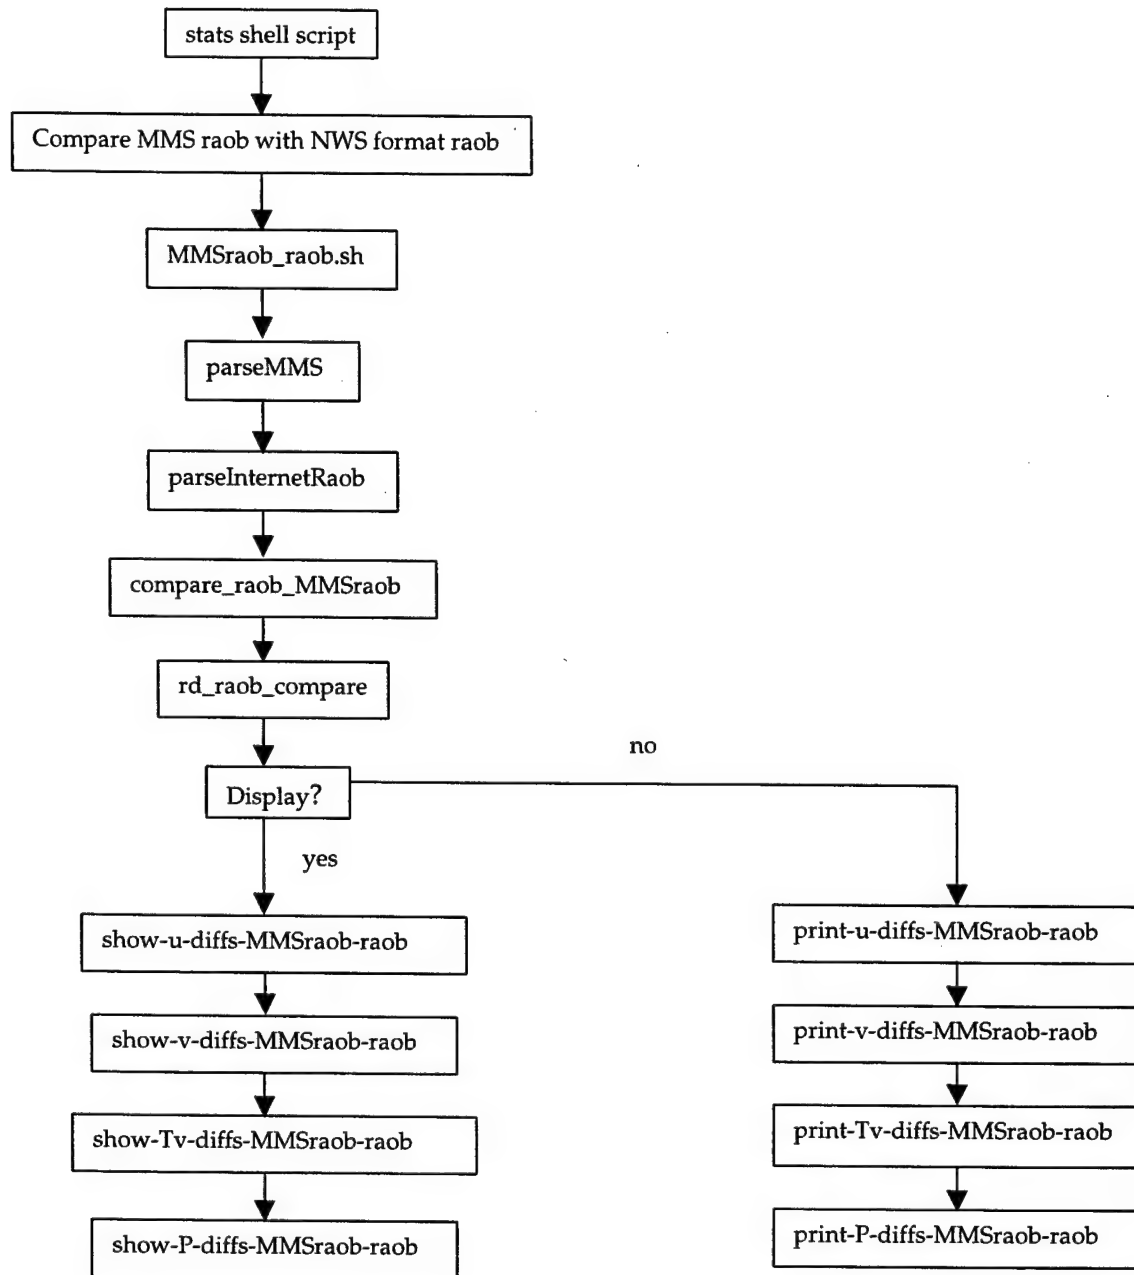 stats shell script
Compare MMS raob with NWS format raob
MMSraob_raob.sh
parseMMS
parseInternetRaob
compare_raob_MMSraob
rd_raob_compare
no
Display?
yes
show-u-diffs-MMSraob-raob
print-u-diffs-MMSraob-raob
show-v-diffs-MMSraob-raob
print-v-diffs-MMSraob-raob
show-Tv-diffs-MMSraob-raob
print-Tv-diffs-MMSraob-raob
show-P-diffs-MMSraob-raob
print-P-diffs-MMSraob-raob